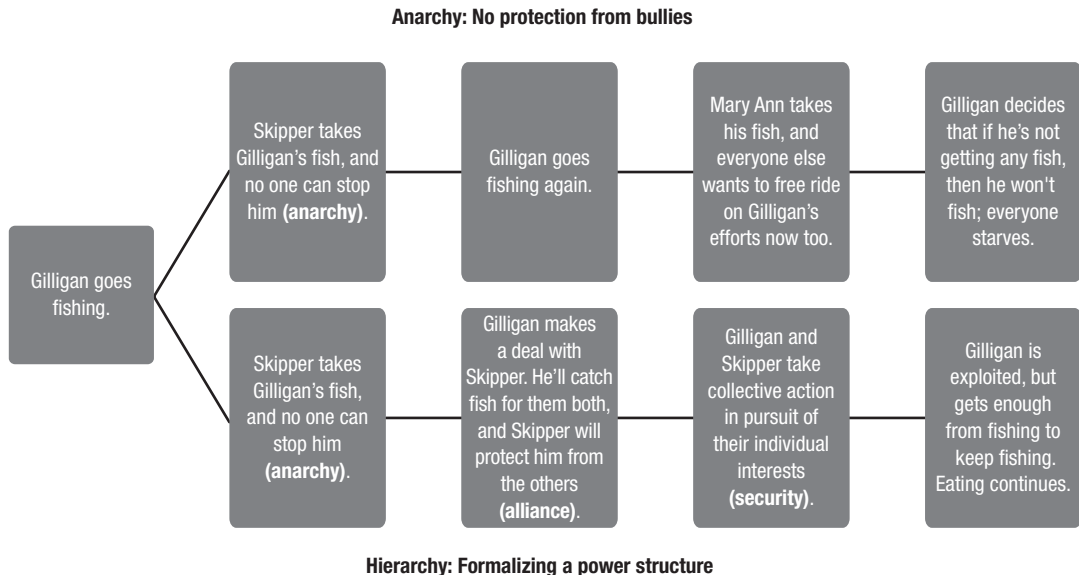 Anarchy: No protection from bullies
Gilligan goes
fishing.
Skipper takes
Gilligan’s fish, and
no one can stop
him (anarchy).
Gilligan goes
fishing again.
Mary Ann takes
his fish, and
everyone else
wants to free ride
on Gilligan’s
efforts now too.
Gilligan decides
that if he’s not
getting any fish,
then he won't
fish; everyone
starves.
Skipper takes
Gilligan’s fish,
and no one can
stop him
(anarchy).
Gilligan makes
a deal with
Skipper. He’ll catch
fish for them both,
and Skipper will
protect him from
the others
(alliance).
Gilligan and
Skipper take
collective action
in pursuit of
their individual
interests
(security).
Gilligan is
exploited, but
gets enough
from fishing to
keep fishing.
Eating continues.
Hierarchy: Formalizing a power structure